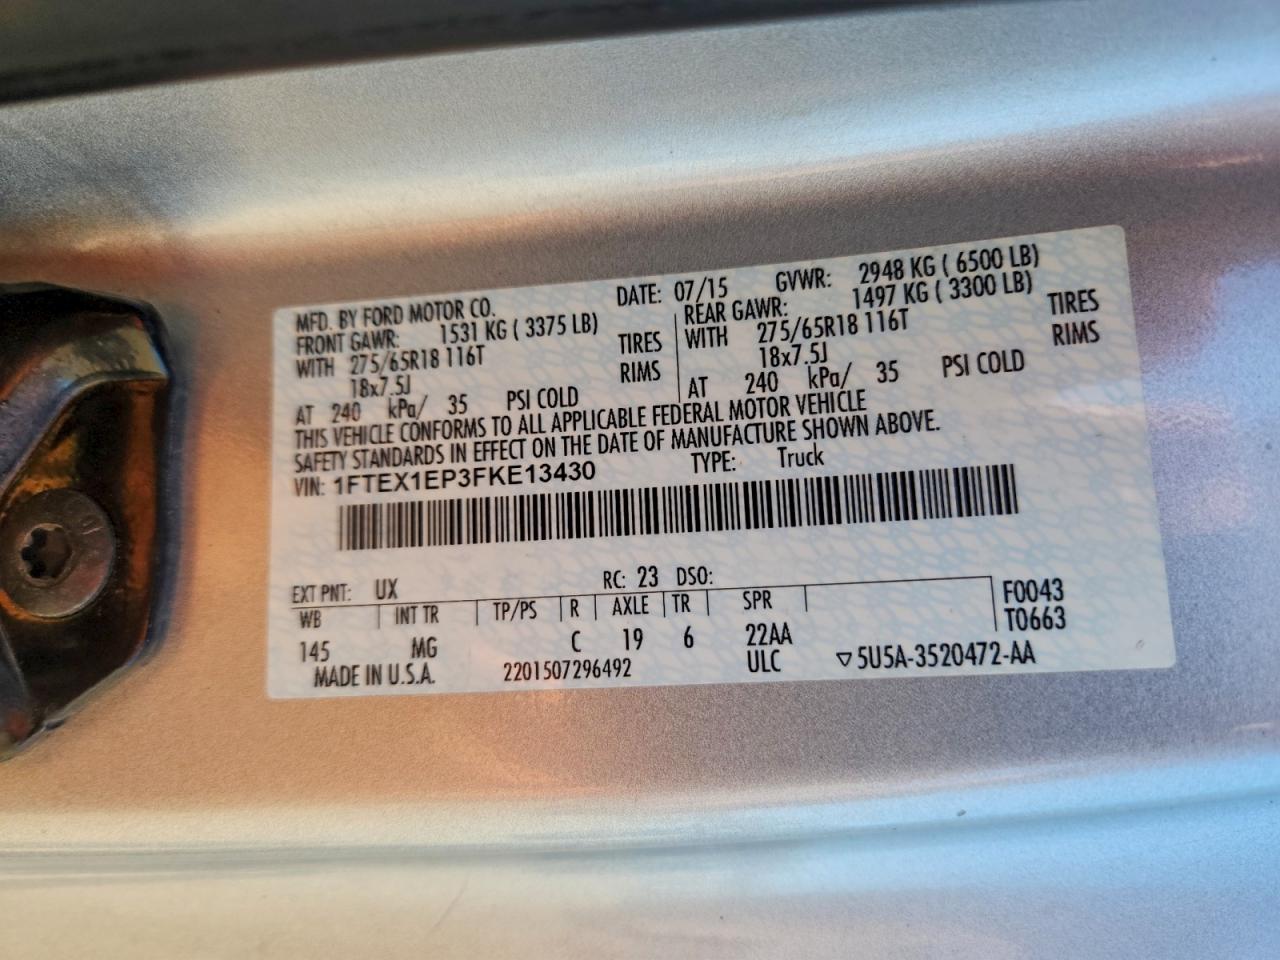 MFD. BY FORD MOTOR CO.
DATE: 07/15 GVWR: 2948 KG ( 6500 LB)
FRONT GAWR: 1531 KG ( 3375 LB)
WITH 275/65R18 116T TIRES
18x7.5J RIMS
AT 240 kPa/ 35 PSI COLD
REAR GAWR: 1497 KG ( 3300 LB)
WITH 275/65R18 116T TIRES
18x7.5J RIMS
AT 240 kPa/ 35 PSI COLD
THIS VEHICLE CONFORMS TO ALL APPLICABLE FEDERAL MOTOR VEHICLE
SAFETY STANDARDS IN EFFECT ON THE DATE OF MANUFACTURE SHOWN ABOVE.
VIN: 1FTEX1EP3FKE13430 TYPE: Truck
EXT PNT: UX RC: 23 DSO:
WB INT TR TP/PS R AXLE TR SPR F0043
T0663
145 MG C 19 6 22AA
MADE IN U.S.A. 2201507296492 ULC ▽5U5A-3520472-AA